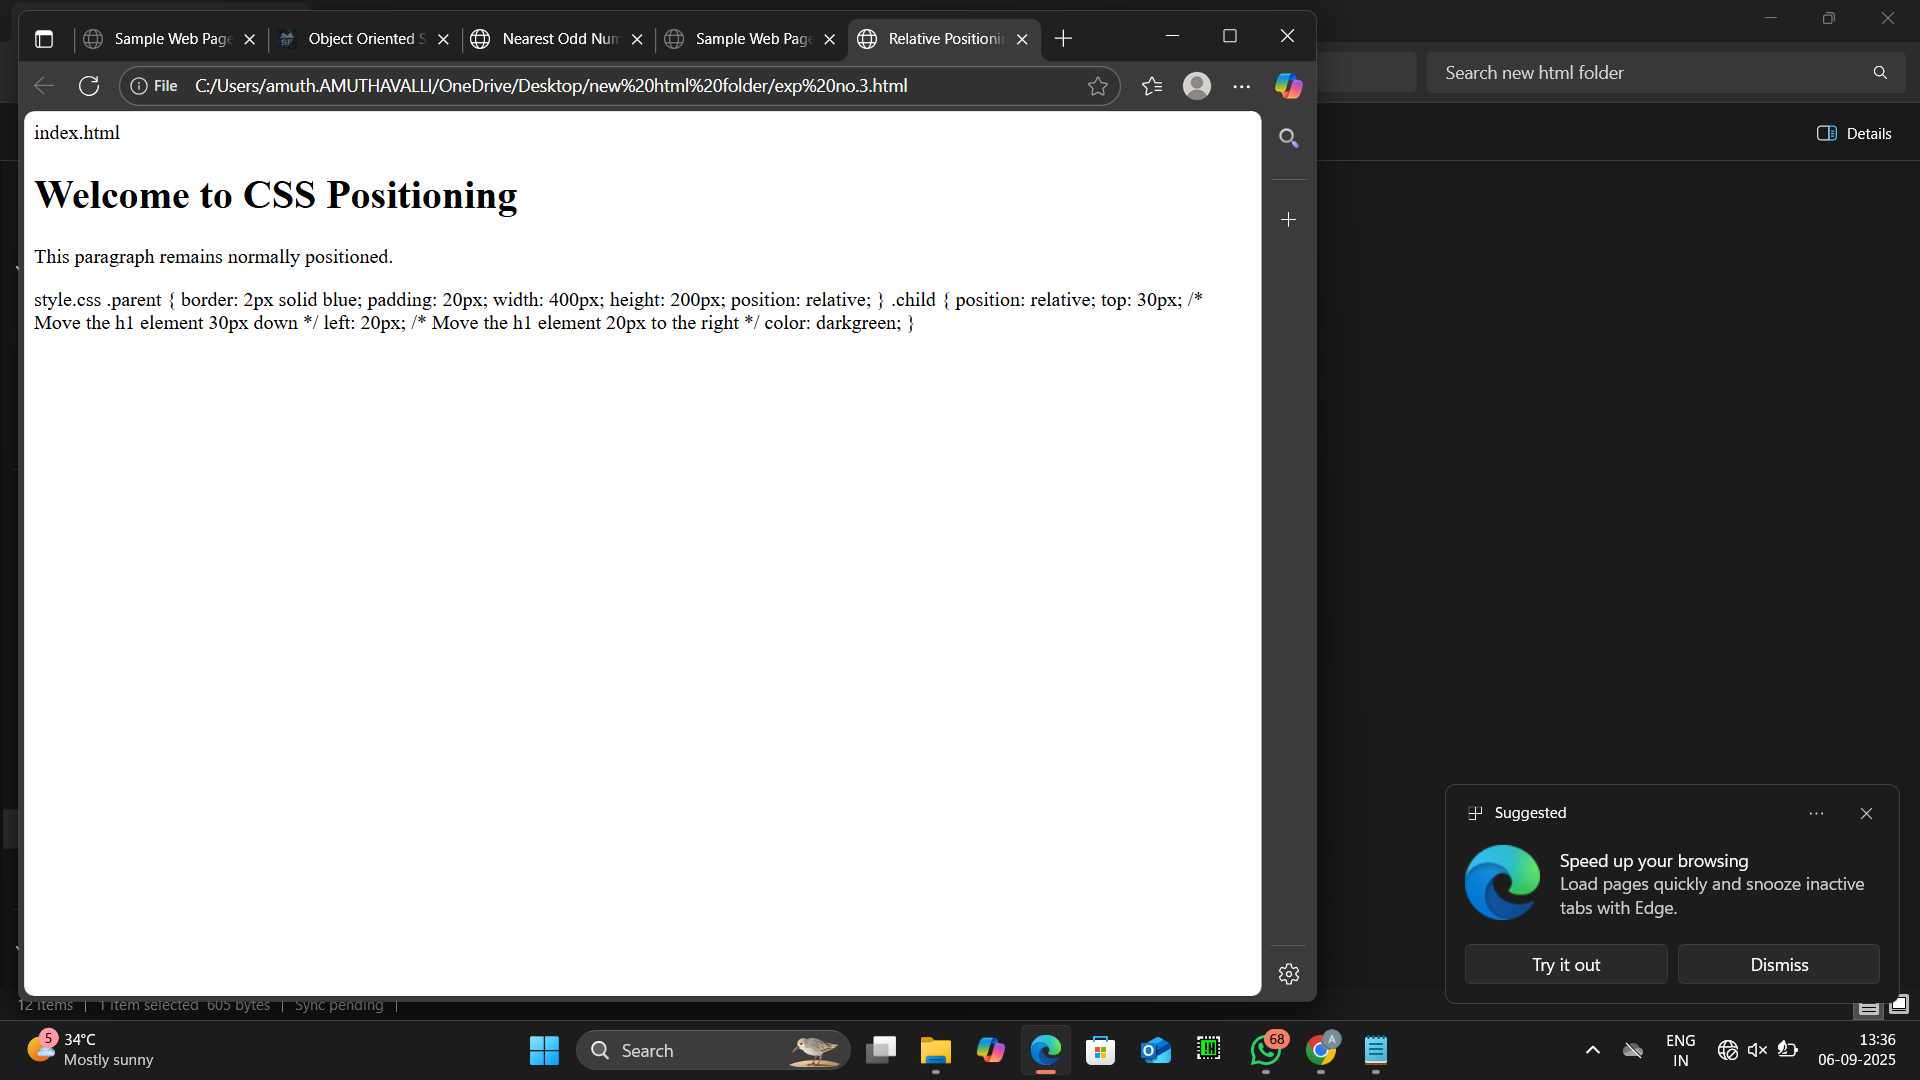 Sample Web Page
Object Oriented S
Nearest Odd Num
Sample Web Page
Relative Positioni
File
C:/Users/amuth.AMUTHAVALLI/OneDrive/Desktop/new%20html%20folder/exp%20no.3.html
Search new html folder
Details
index.html
Welcome to CSS Positioning
This paragraph remains normally positioned.
style.css .parent { border: 2px solid blue; padding: 20px; width: 400px; height: 200px; position: relative; } .child { position: relative; top: 30px; /*
Move the h1 element 30px down */ left: 20px; /* Move the h1 element 20px to the right */ color: darkgreen; }
Suggested
Speed up your browsing
Load pages quickly and snooze inactive
tabs with Edge.
Try it out
Dismiss
12 items
1 item selected 605 bytes
Sync pending
5
34°C
Mostly sunny
Search
68
A
ENG
IN
13:36
06-09-2025